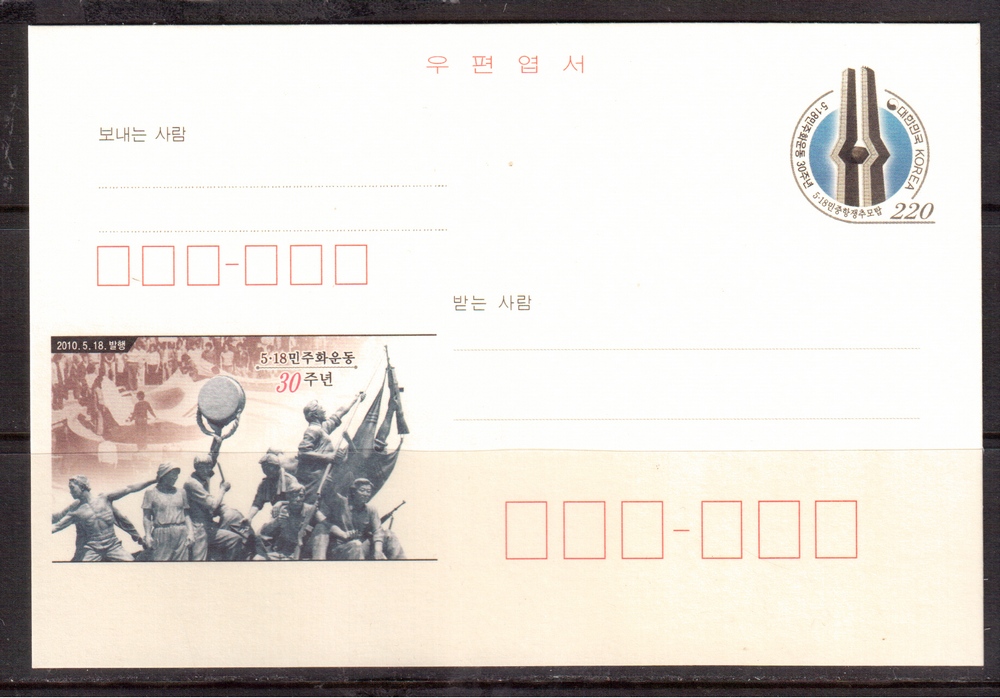 우편엽서
보내는 사람
5·18민주화운동 30주년
대한민국 KOREA
5·18민중항쟁추모탑
220
받는 사람
2010. 5. 18. 발행
5·18민주화운동
30주년